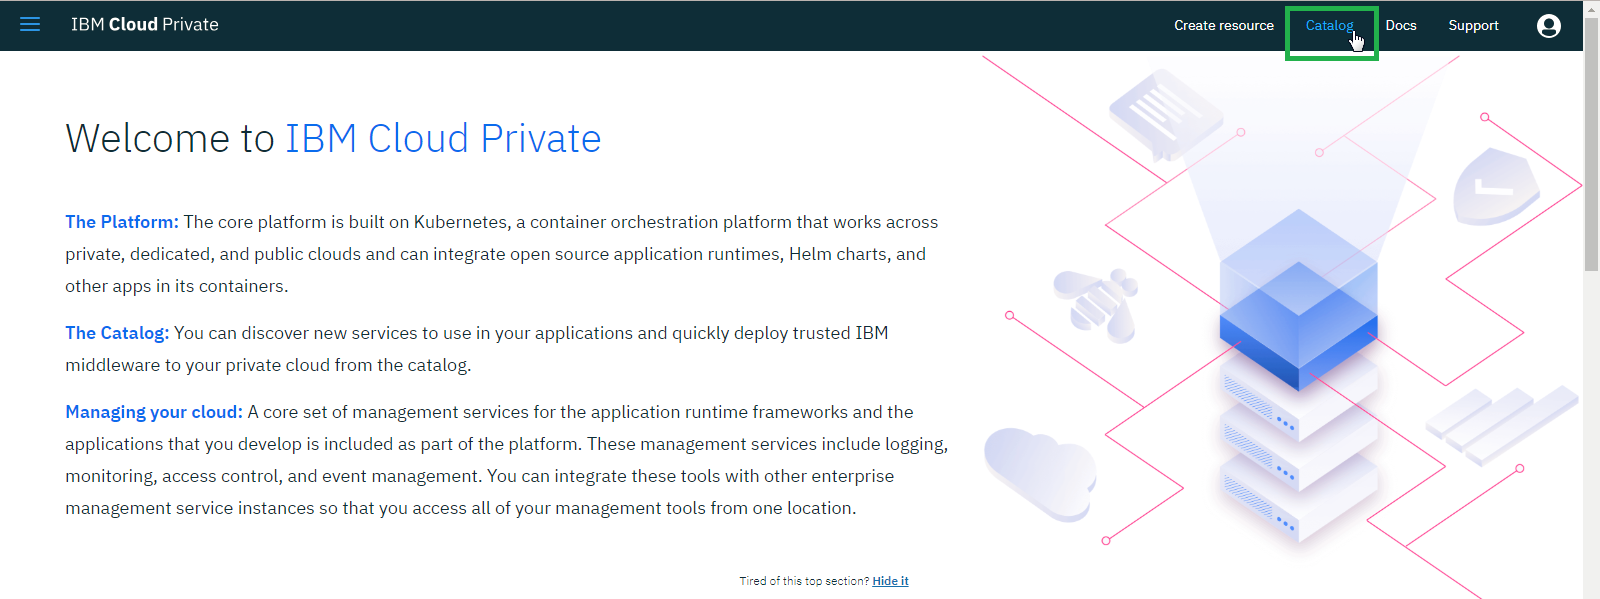 IBM Cloud Private
Create resource
Catalog
Docs
Support
Welcome to IBM Cloud Private
The Platform: The core platform is built on Kubernetes, a container orchestration platform that works across
private, dedicated, and public clouds and can integrate open source application runtimes, Helm charts, and
other apps in its containers.
The Catalog: You can discover new services to use in your applications and quickly deploy trusted IBM
middleware to your private cloud from the catalog.
Managing your cloud: A core set of management services for the application runtime frameworks and the
applications that you develop is included as part of the platform. These management services include logging,
monitoring, access control, and event management. You can integrate these tools with other enterprise
management service instances so that you access all of your management tools from one location.
Tired of this top section? Hide it